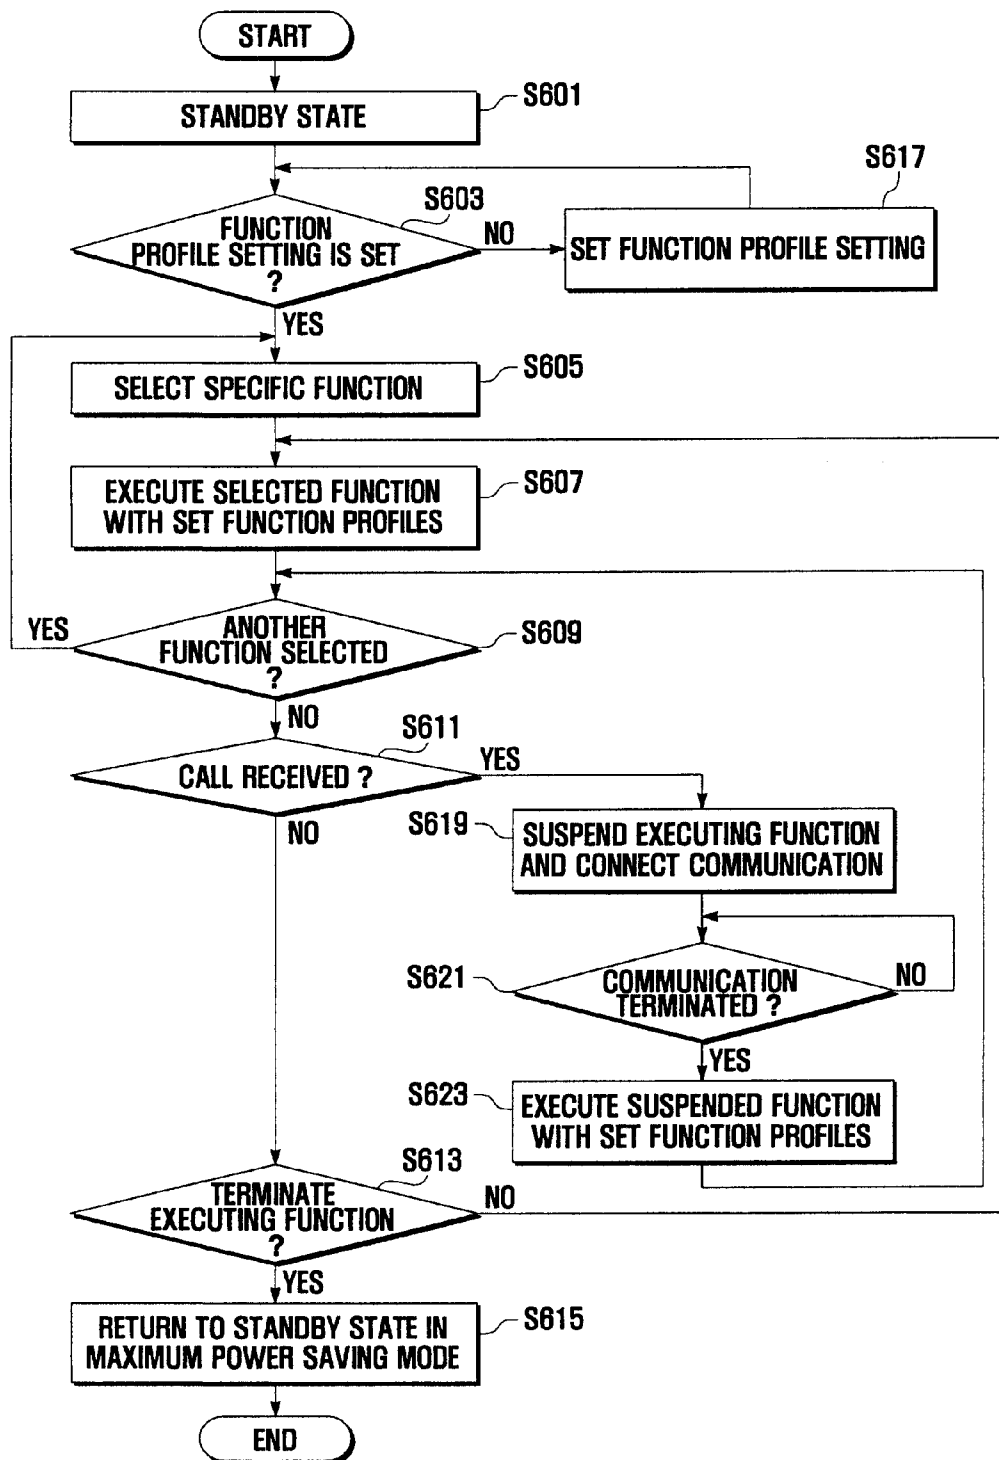 START
STANDBY STATE
S601
FUNCTION
PROFILE SETTING IS SET
?
S603
NO
SET FUNCTION PROFILE SETTING
S617
YES
SELECT SPECIFIC FUNCTION
S605
EXECUTE SELECTED FUNCTION
WITH SET FUNCTION PROFILES
S607
YES
ANOTHER
FUNCTION SELECTED
?
S609
NO
CALL RECEIVED ?
S611
YES
NO
S619
SUSPEND EXECUTING FUNCTION
AND CONNECT COMMUNICATION
S621
COMMUNICATION
TERMINATED ?
NO
YES
S623
EXECUTE SUSPENDED FUNCTION
WITH SET FUNCTION PROFILES
S613
TERMINATE
EXECUTING FUNCTION
?
NO
YES
RETURN TO STANDBY STATE IN
MAXIMUM POWER SAVING MODE
S615
END